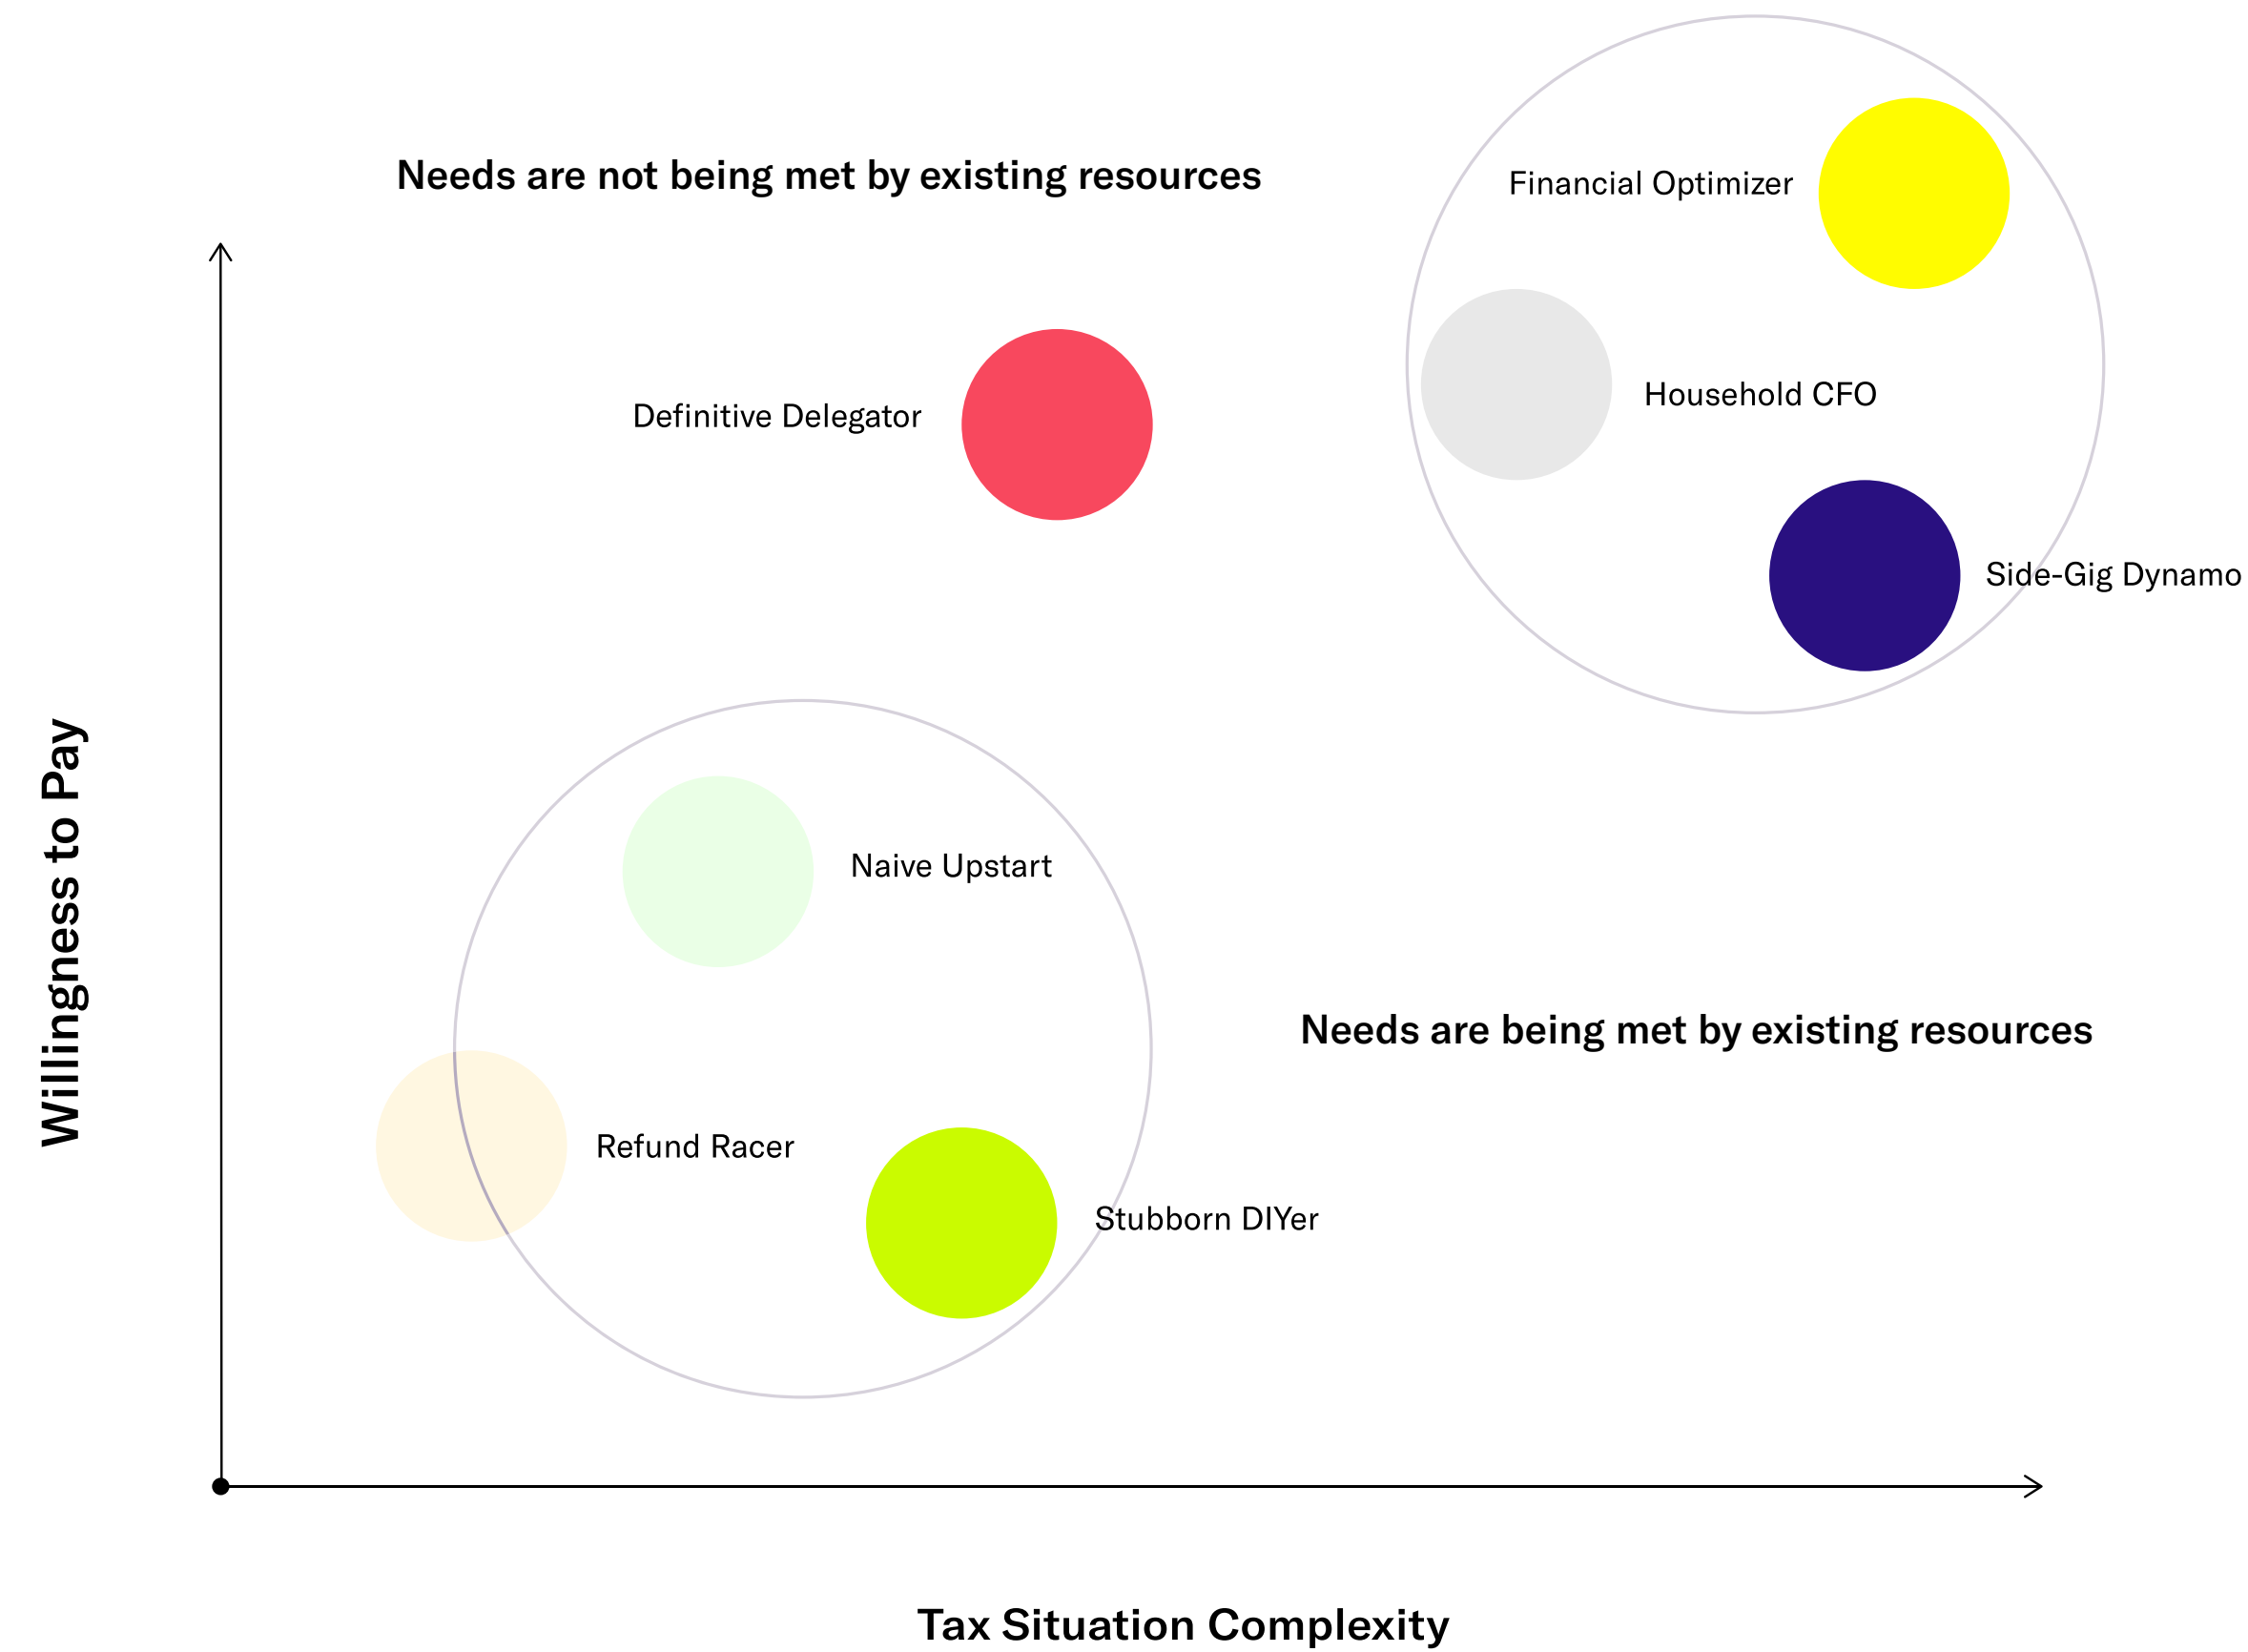 Needs are not being met by existing resources
Financial Optimizer
Household CFO
Definitive Delegator
Side-Gig Dynamo
Willingness to Pay
Naive Upstart
Needs are being met by existing resources
Refund Racer
Stubborn DIYer
Tax Situation Complexity